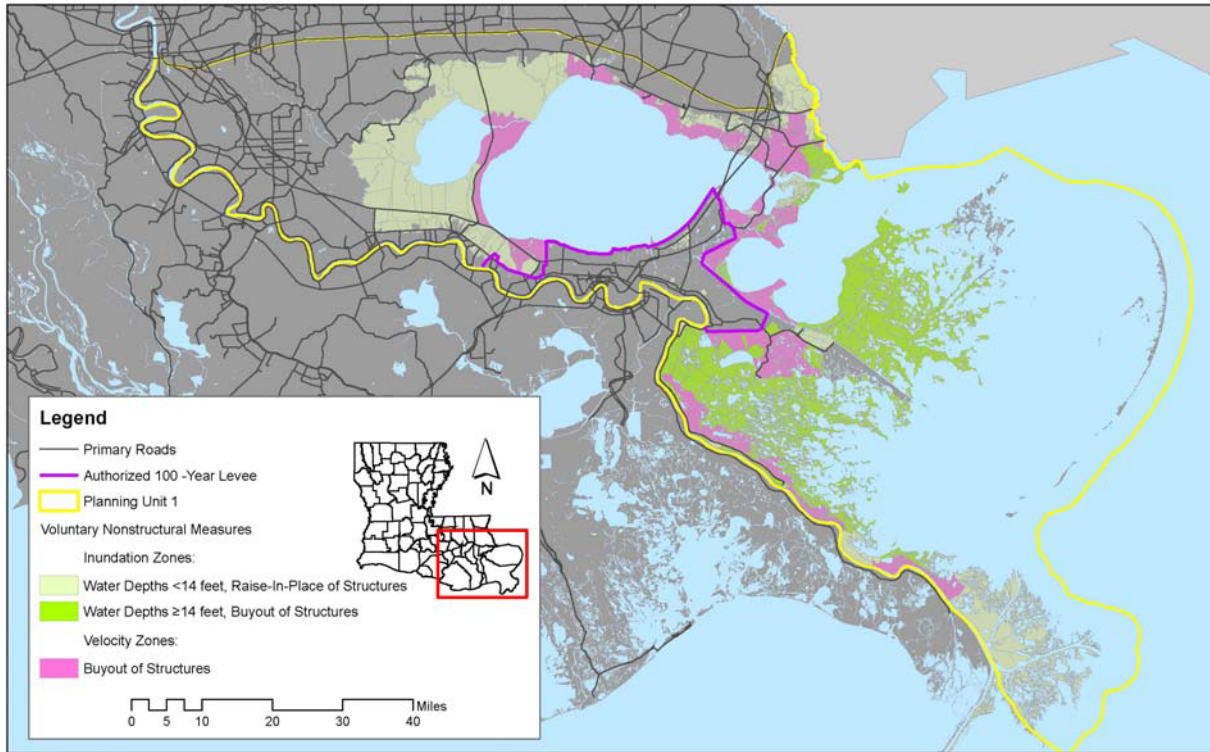 Legend
Primary Roads
Authorized 100 -Year Levee
Planning Unit 1
Voluntary Nonstructural Measures
Inundation Zones:
Water Depths <14 feet, Raise-In-Place of Structures
Water Depths ≥14 feet, Buyout of Structures
Velocity Zones:
Buyout of Structures
N
Miles
0 5 10 20 30 40